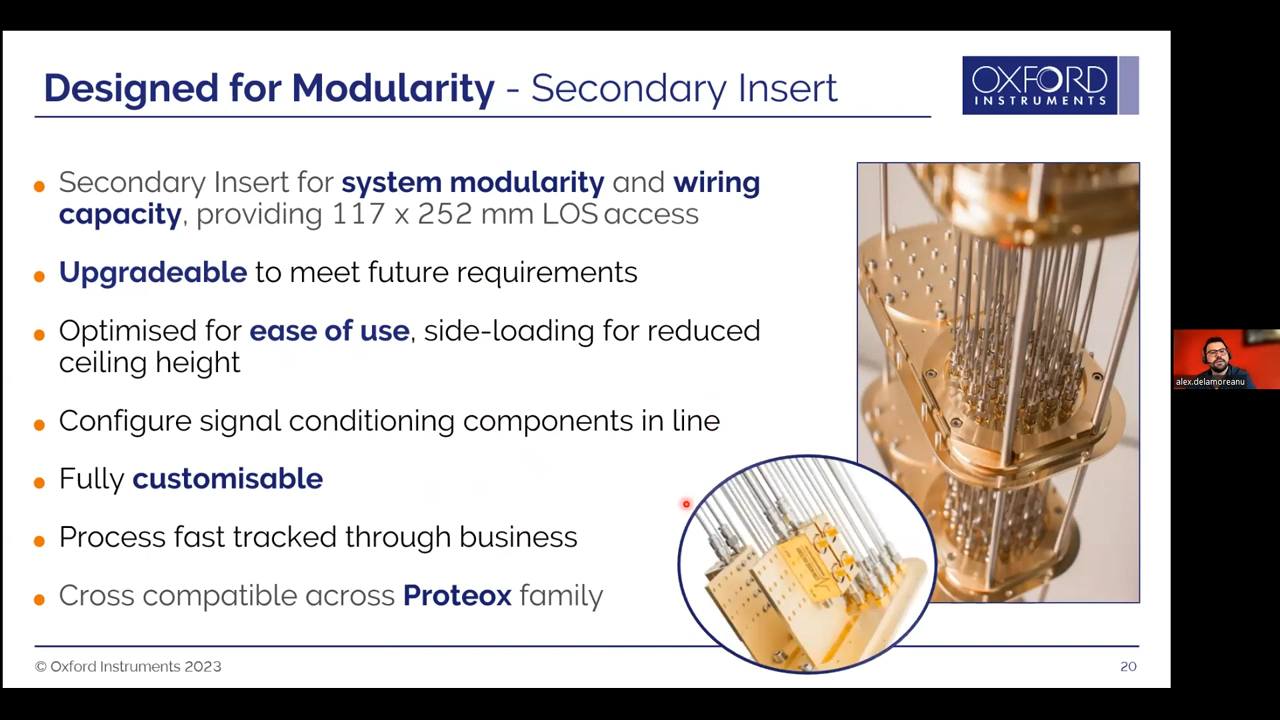 Designed for Modularity - Secondary Insert
OXFORD
INSTRUMENTS
Secondary Insert for system modularity and wiring
capacity, providing 117 x 252 mm LOS access
Upgradeable to meet future requirements
Optimised for ease of use, side-loading for reduced
ceiling height
Configure signal conditioning components in line
Fully customisable
Process fast tracked through business
Cross compatible across Proteox family
alex.delamoreanu
© Oxford Instruments 2023
20